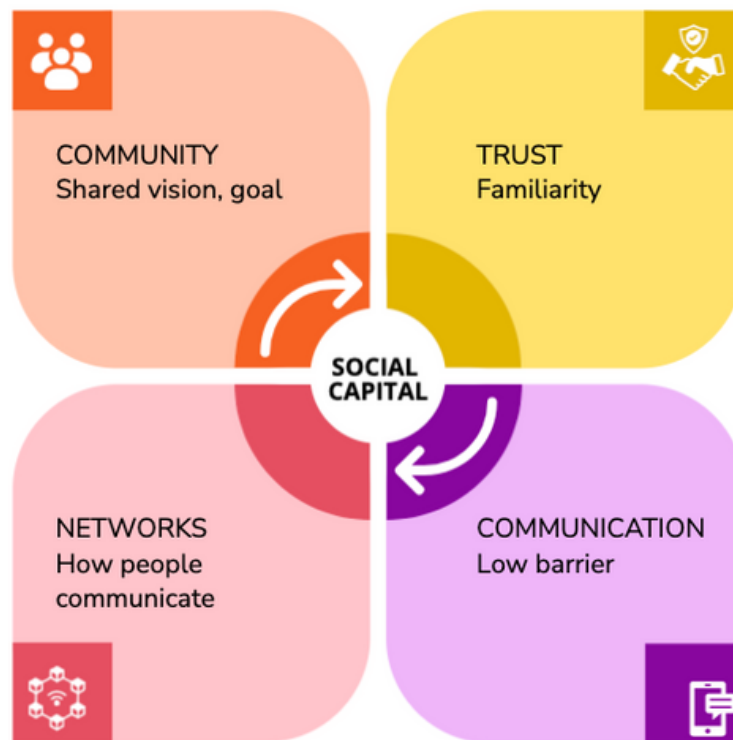 COMMUNITY
Shared vision, goal
TRUST
Familiarity
SOCIAL
CAPITAL
NETWORKS
How people
communicate
COMMUNICATION
Low barrier